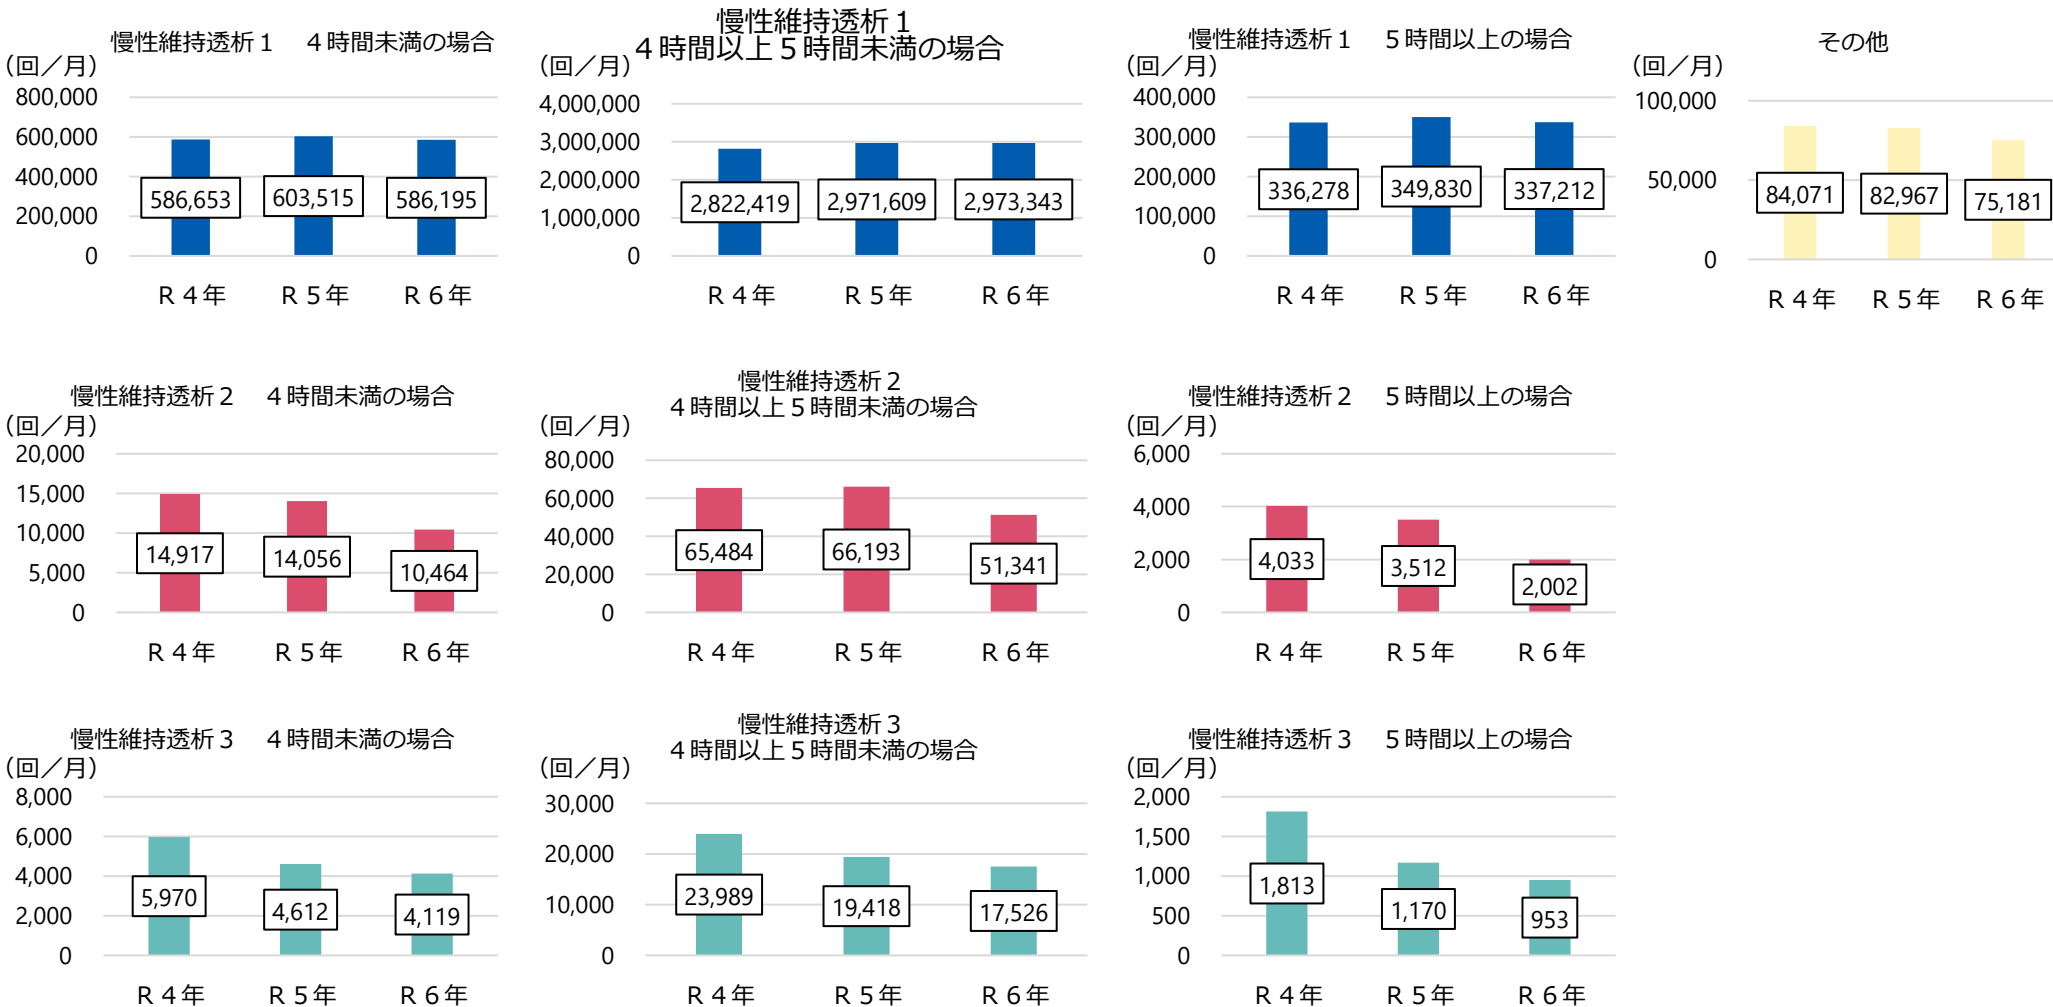 慢性維持透析１　４時間未満の場合
（回／月）
800,000
600,000
400,000
200,000
0
586,653
603,515
586,195
Ｒ４年
Ｒ５年
Ｒ６年
慢性維持透析１
４時間以上５時間未満の場合
（回／月）
4,000,000
3,000,000
2,000,000
1,000,000
0
2,822,419
2,971,609
2,973,343
Ｒ４年
Ｒ５年
Ｒ６年
慢性維持透析１　５時間以上の場合
（回／月）
400,000
300,000
200,000
100,000
0
336,278
349,830
337,212
Ｒ４年
Ｒ５年
Ｒ６年
その他
（回／月）
100,000
50,000
0
84,071
82,967
75,181
Ｒ４年
Ｒ５年
Ｒ６年
慢性維持透析２　４時間未満の場合
（回／月）
20,000
15,000
10,000
5,000
0
14,917
14,056
10,464
Ｒ４年
Ｒ５年
Ｒ６年
慢性維持透析２
４時間以上５時間未満の場合
（回／月）
80,000
60,000
40,000
20,000
0
65,484
66,193
51,341
Ｒ４年
Ｒ５年
Ｒ６年
慢性維持透析２　５時間以上の場合
（回／月）
6,000
4,000
2,000
0
4,033
3,512
2,002
Ｒ４年
Ｒ５年
Ｒ６年
慢性維持透析３　４時間未満の場合
（回／月）
8,000
6,000
4,000
2,000
0
5,970
4,612
4,119
Ｒ４年
Ｒ５年
Ｒ６年
慢性維持透析３
４時間以上５時間未満の場合
（回／月）
30,000
20,000
10,000
0
23,989
19,418
17,526
Ｒ４年
Ｒ５年
Ｒ６年
慢性維持透析３　５時間以上の場合
（回／月）
2,000
1,500
1,000
500
0
1,813
1,170
953
Ｒ４年
Ｒ５年
Ｒ６年